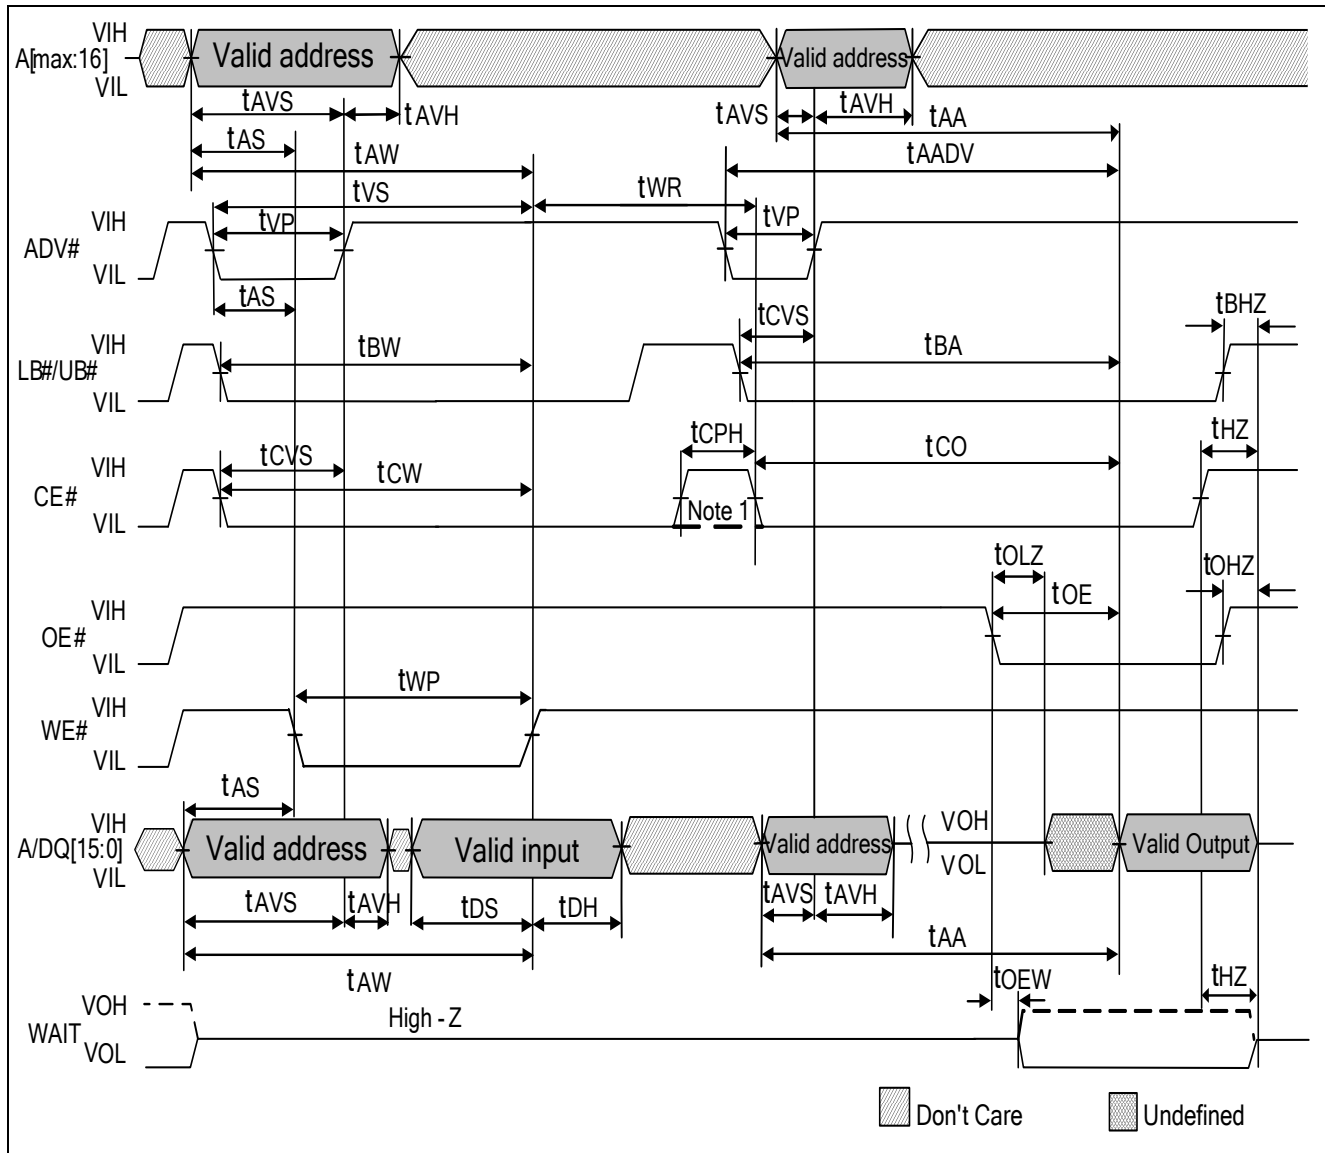 VIH
A[max:16]
VIL
Valid address
Valid address
tAVS
tAVH
tAVS
tAVH
tAS
tAA
tAW
tAADV
tVS
tWR
VIH
ADV#
VIL
tVP
tVP
tAS
tCVS
tBHZ
VIH
LB#/UB#
VIL
tBW
tBA
tCPH
tHZ
VIH
CE#
VIL
tCVS
tCW
tCO
Note 1
tOLZ
tOHZ
VIH
OE#
VIL
tOE
tWP
VIH
WE#
VIL
tAS
VIH
A/DQ[15:0]
VIL
Valid address
Valid input
Valid address
VOH
VOL
Valid Output
tAVS
tAVH
tDS
tDH
tAVS
tAVH
tAW
tAA
tOEW
tHZ
VOH
WAIT
VOL
High - Z
Don't Care
Undefined